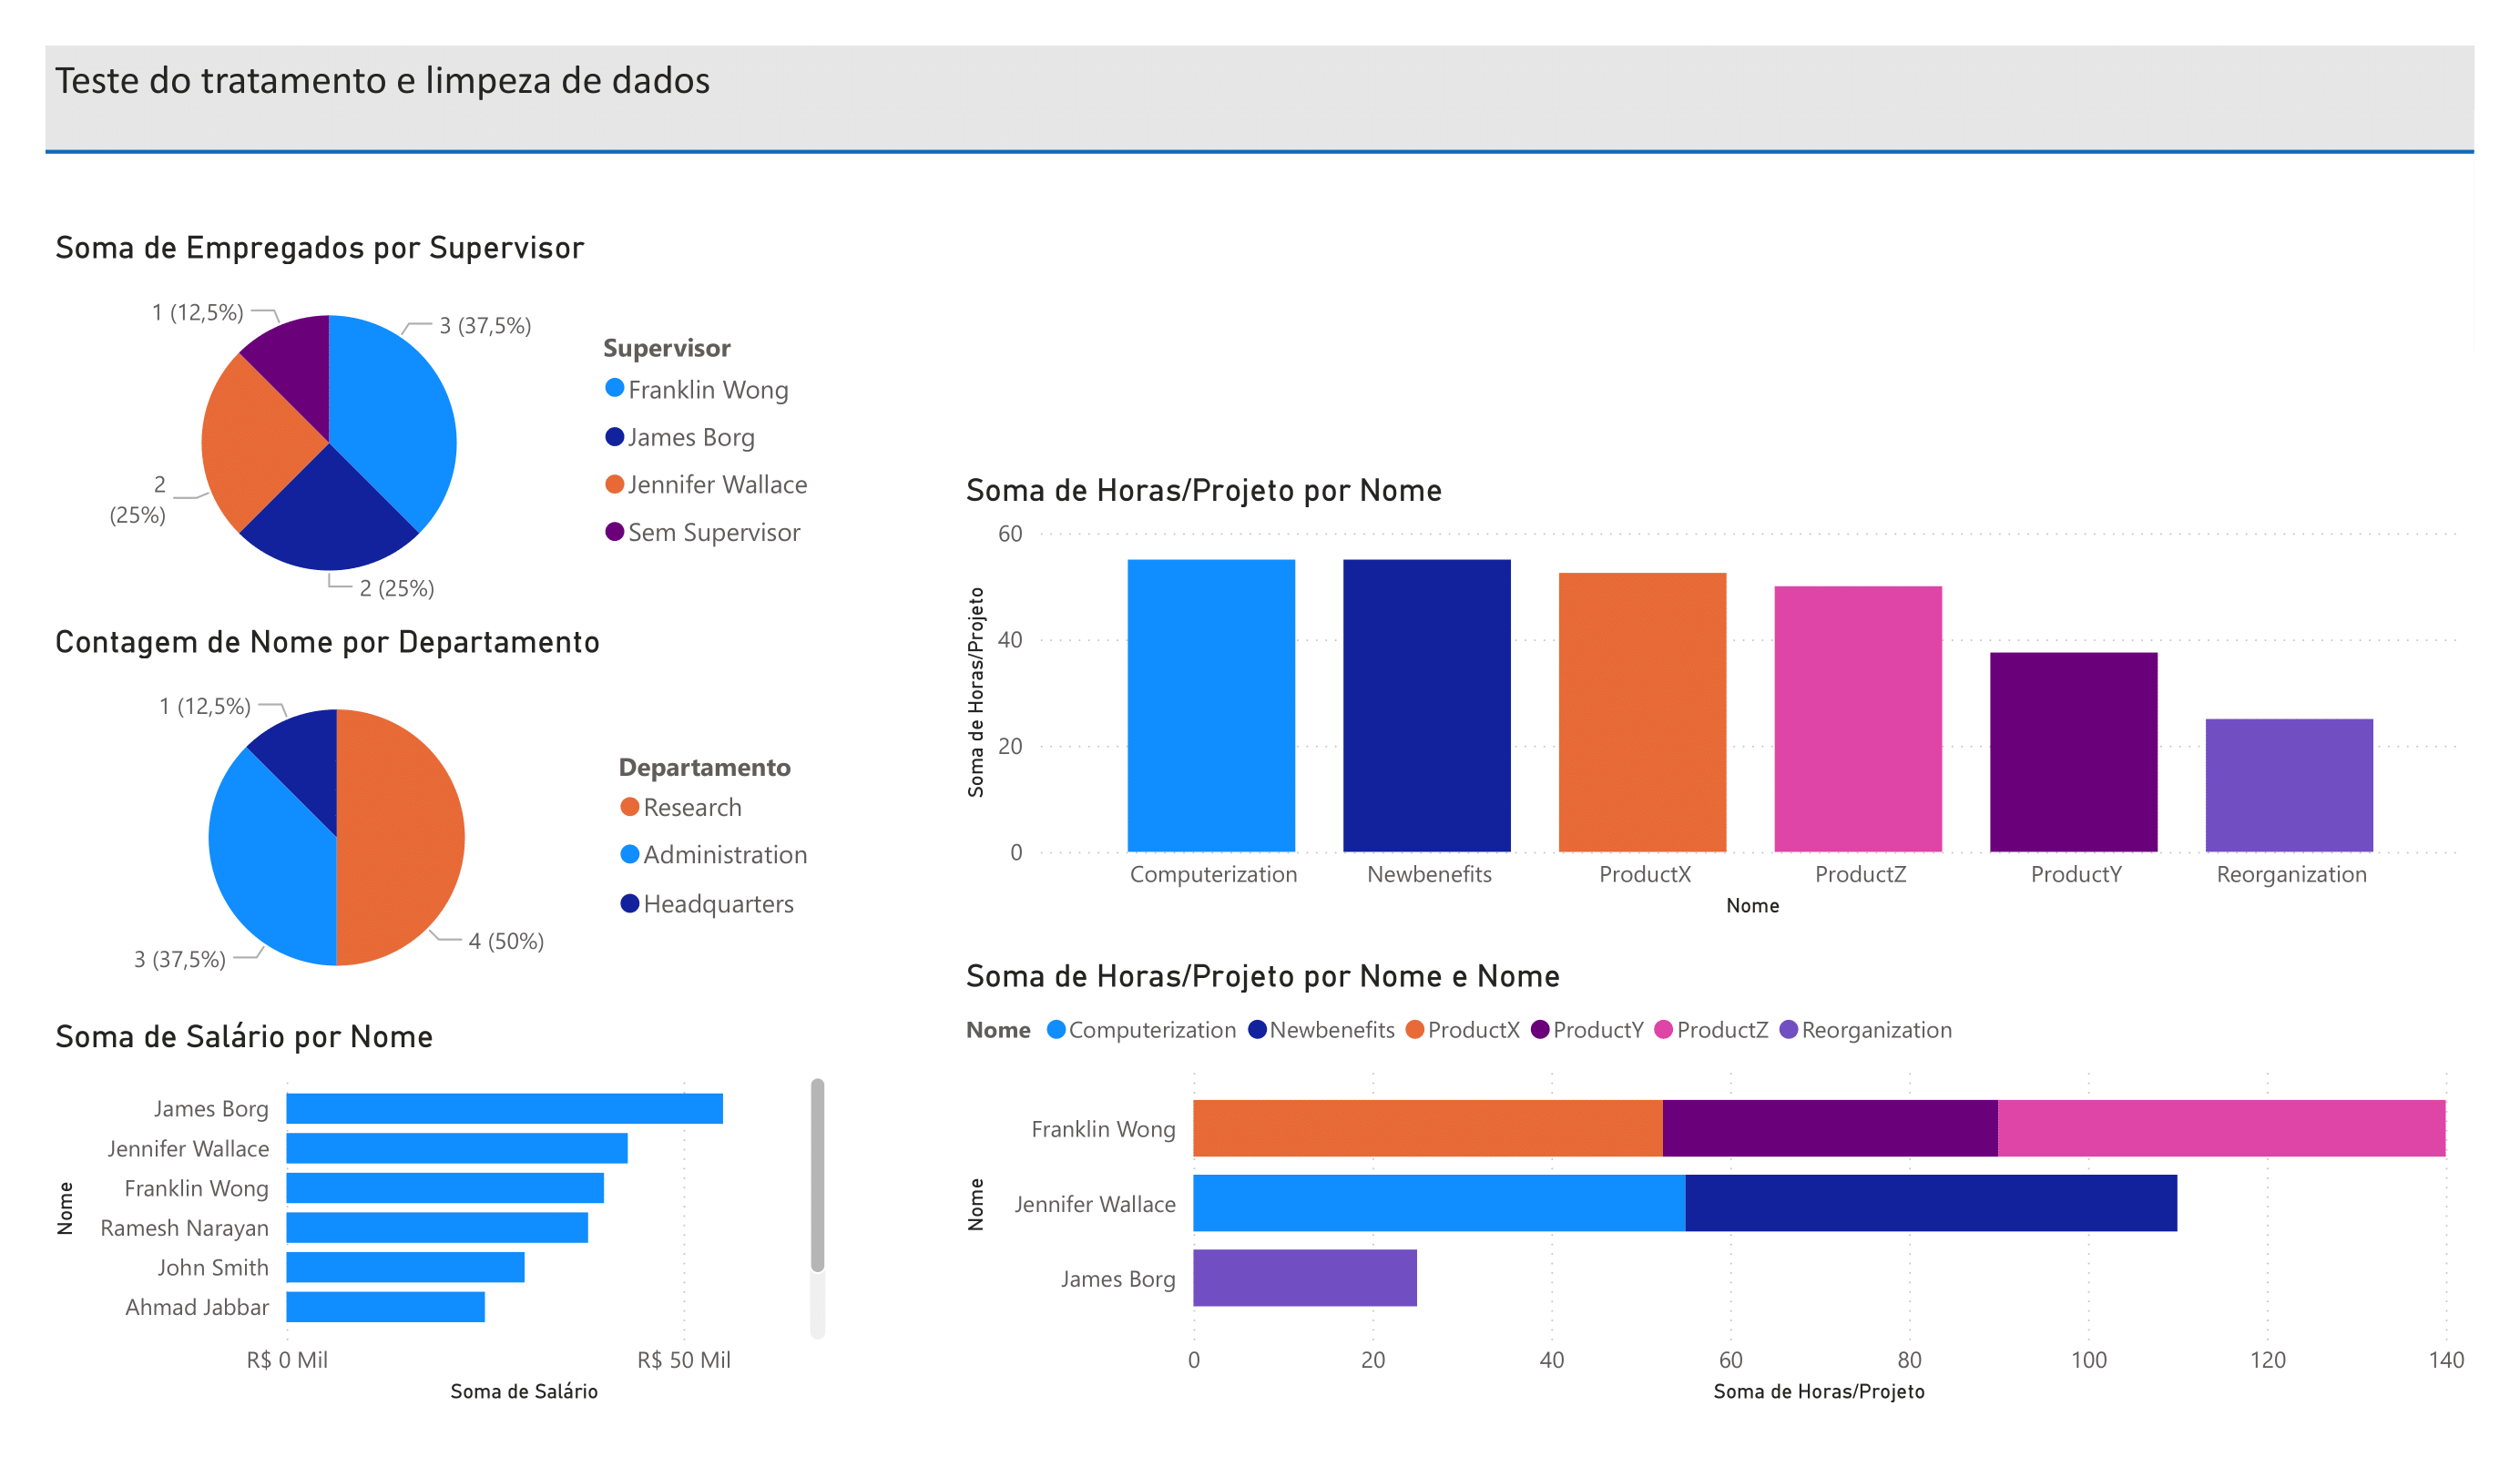 Teste do tratamento e limpeza de dados
Soma de Empregados por Supervisor
1 (12,5%)
3 (37,5%)
2
(25%)
2 (25%)
Supervisor
Franklin Wong
James Borg
Jennifer Wallace
Sem Supervisor
Contagem de Nome por Departamento
1 (12,5%)
3 (37,5%)
4 (50%)
Departamento
Research
Administration
Headquarters
Soma de Salário por Nome
Nome
James Borg
Jennifer Wallace
Franklin Wong
Ramesh Narayan
John Smith
Ahmad Jabbar
R$ 0 Mil R$ 50 Mil
Soma de Salário
Soma de Horas/Projeto por Nome
Soma de Horas/Projeto
60
40
20
0
Computerization Newbenefits ProductX ProductZ ProductY Reorganization
Nome
Soma de Horas/Projeto por Nome e Nome
Nome Computerization Newbenefits ProductX ProductY ProductZ Reorganization
Nome
Franklin Wong
Jennifer Wallace
James Borg
0 20 40 60 80 100 120 140
Soma de Horas/Projeto